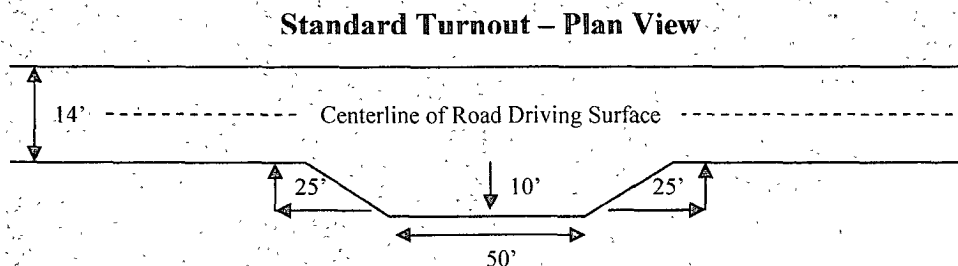 Standard Turnout – Plan View
14’
Centerline of Road Driving Surface
25’
10’
25’
50’